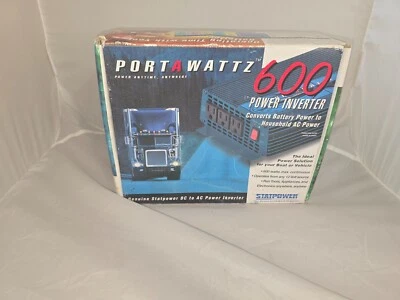 PORTAWATTZ™ 600
POWER ANYTIME, ANYWHERE
POWER INVERTER
Converts Battery Power to
Household AC Power
The Ideal
Power Solution
for your Boat or Vehicle
STATPOWER
Genuine Statpower DC to AC Power Inverter